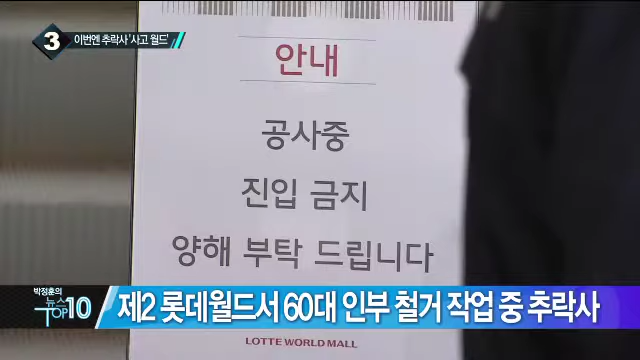 3 이번엔 추락사 '사고 월드'
안내
공사중
진입 금지
양해 부탁 드립니다
박정훈의
뉴스
TOP10
제2 롯데월드서 60대 인부 철거 작업 중 추락사
LOTTE WORLD MALL